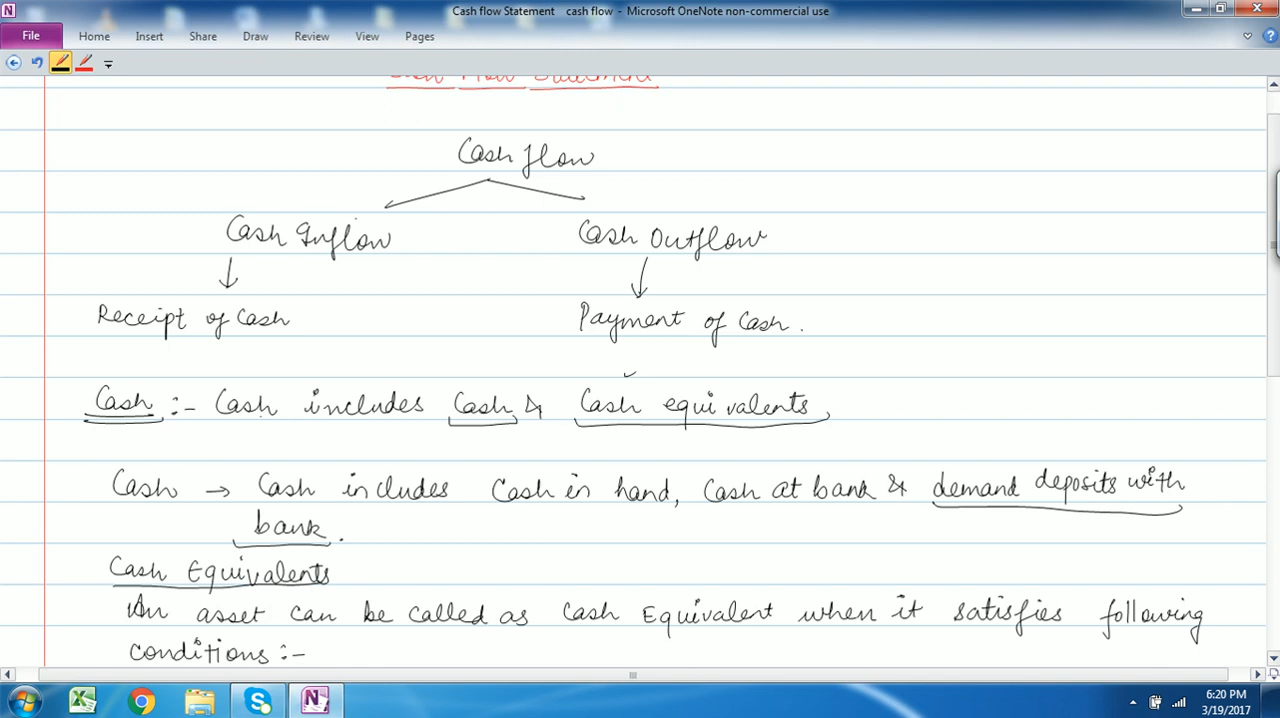 Cash flow Statement cash flow - Microsoft OneNote non-commercial use
File Home Insert Share Draw Review View Pages
Cash Flow Statement
Cash flow
Cash Inflow Cash Outflow
Receipt of Cash Payment of Cash.
Cash :- Cash includes Cash & Cash equivalents
Cash → Cash includes Cash in hand, Cash at bank & demand deposits with
bank.
Cash Equivalents
An asset can be called as Cash Equivalent when it satisfies following
conditions :-
6:20 PM
3/19/2017